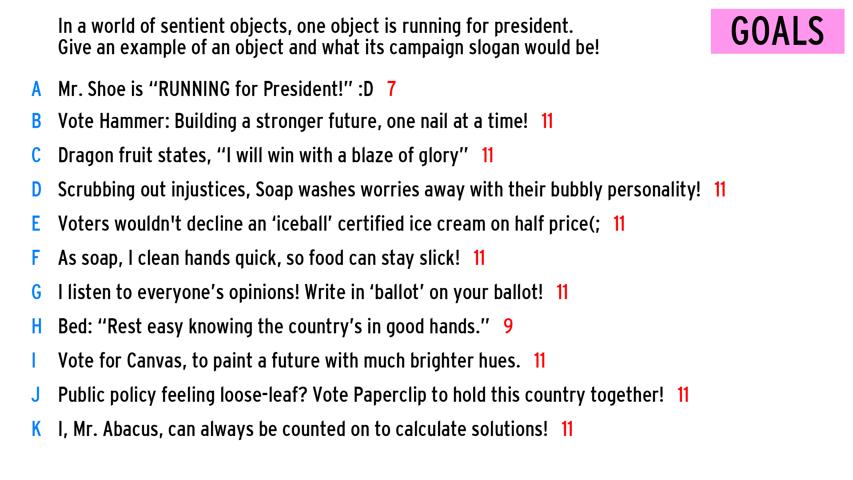 In a world of sentient objects, one object is running for president.
Give an example of an object and what its campaign slogan would be!
GOALS
A Mr. Shoe is “RUNNING for President!” :D 7
B Vote Hammer: Building a stronger future, one nail at a time! 11
C Dragon fruit states, “I will win with a blaze of glory” 11
D Scrubbing out injustices, Soap washes worries away with their bubbly personality! 11
E Voters wouldn't decline an ‘iceball’ certified ice cream on half price(; 11
F As soap, I clean hands quick, so food can stay slick! 11
G I listen to everyone’s opinions! Write in ‘ballot’ on your ballot! 11
H Bed: “Rest easy knowing the country’s in good hands.” 9
I Vote for Canvas, to paint a future with much brighter hues. 11
J Public policy feeling loose-leaf? Vote Paperclip to hold this country together! 11
K I, Mr. Abacus, can always be counted on to calculate solutions! 11